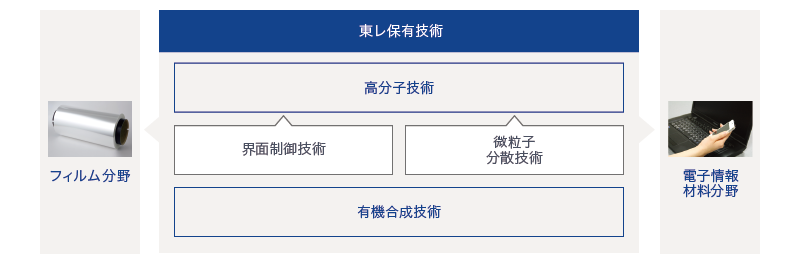 東レ保有技術
高分子技術
界面制御技術
微粒子
分散技術
有機合成技術
フィルム分野
電子情報
材料分野